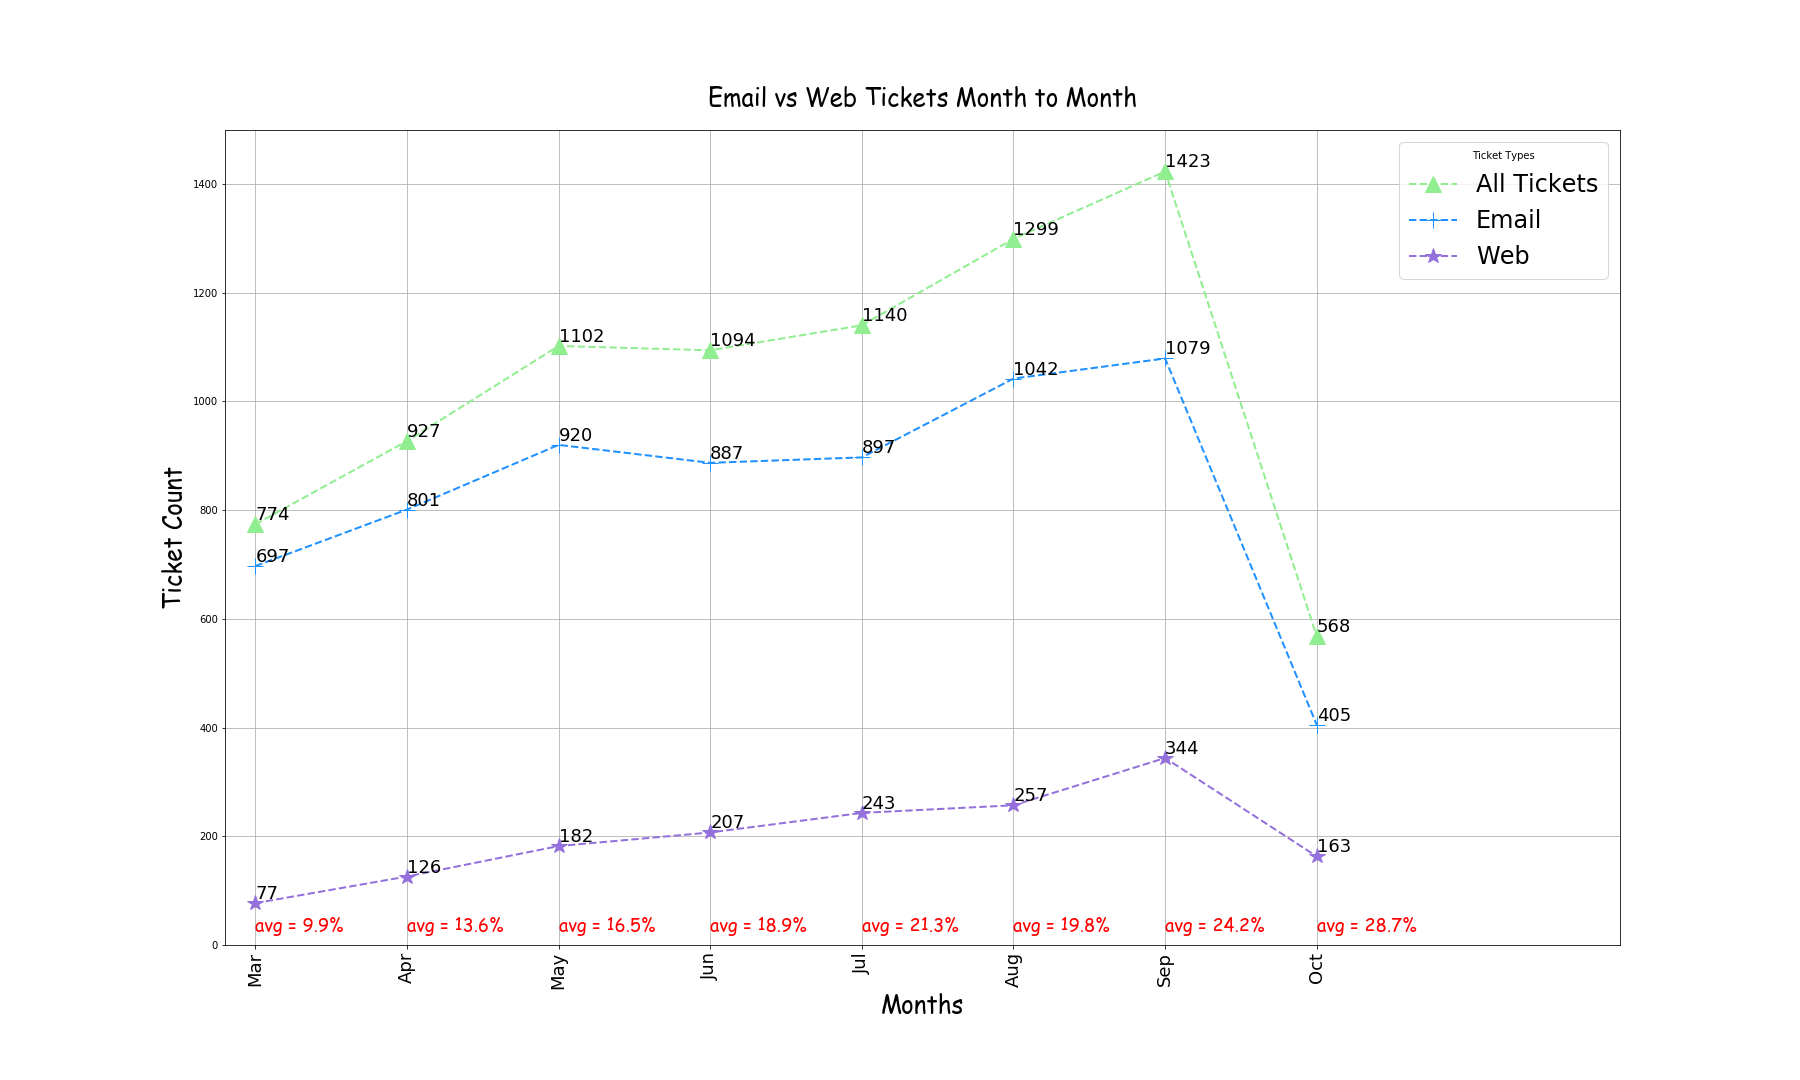 Email vs Web Tickets Month to Month
Ticket Types
All Tickets
Email
Web
Ticket Count
1400
1200
1000
800
600
400
200
0
774
927
1102
1094
1140
1299
1423
568
697
801
920
887
897
1042
1079
405
77
126
182
207
243
257
344
163
avg = 9.9%
avg = 13.6%
avg = 16.5%
avg = 18.9%
avg = 21.3%
avg = 19.8%
avg = 24.2%
avg = 28.7%
Mar
Apr
May
Jun
Jul
Aug
Sep
Oct
Months